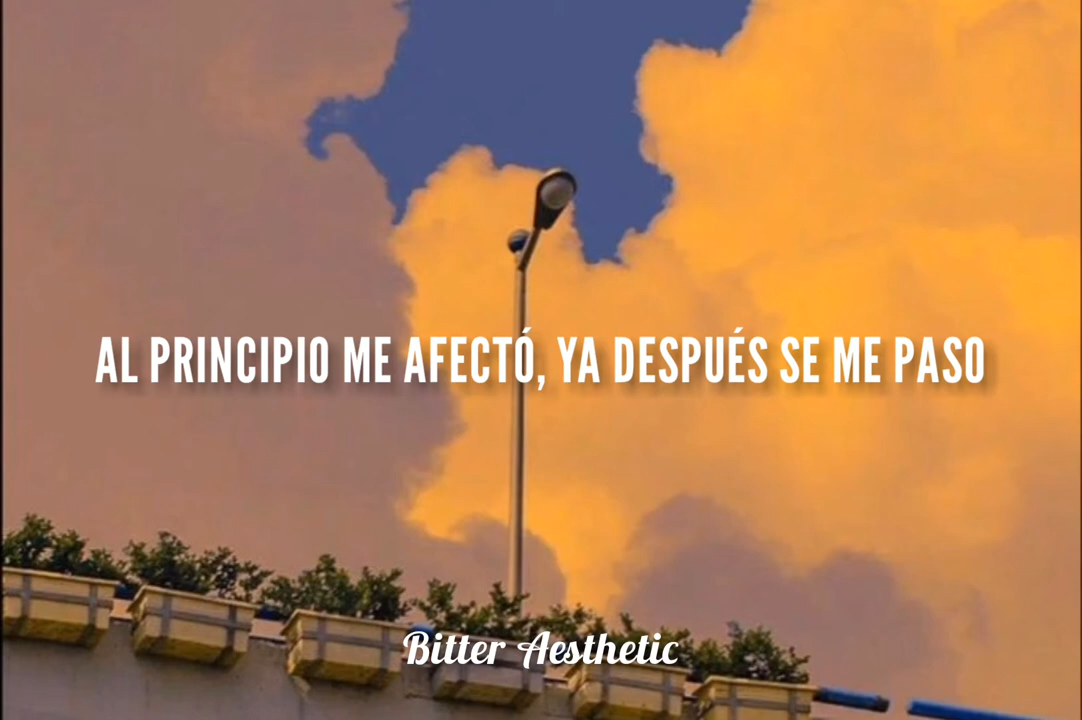 AL PRINCIPIO ME AFECTÓ, YA DESPUÉS SE ME PASO
Bitter Aesthetic